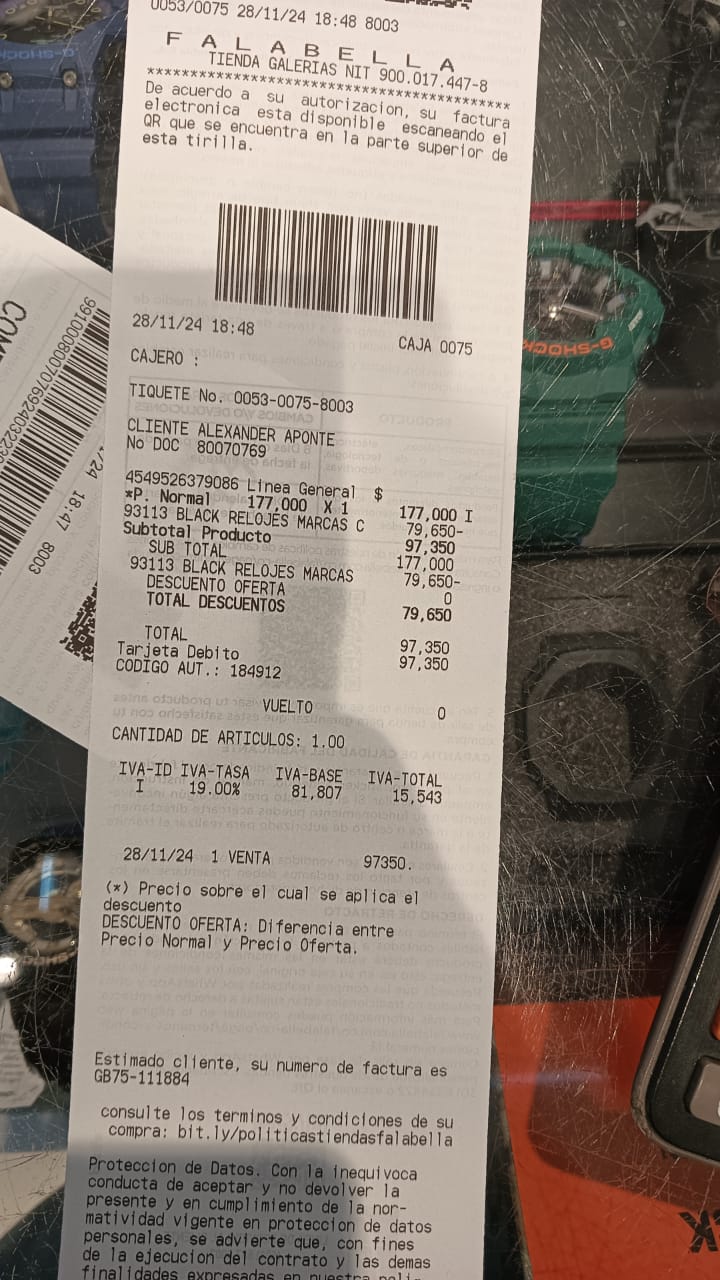 0053/0075 28/11/24 18:48 8003
F A L A B E L L A
TIENDA GALERIAS NIT 900.017.447-8
****************************************
De acuerdo a su autorizacion, su factura
electronica esta disponible escaneando el
QR que se encuentra en la parte superior de
esta tirilla.
28/11/24 18:48 CAJA 0075
CAJERO :
TIQUETE No. 0053-0075-8003
CLIENTE ALEXANDER APONTE
No DOC 80070769
4549526379086 Linea General $
*P. Normal 177,000 X 1 177,000 I
93113 BLACK RELOJES MARCAS C 79,650-
Subtotal Producto 97,350
SUB TOTAL 177,000
93113 BLACK RELOJES MARCAS 79,650-
DESCUENTO OFERTA 0
TOTAL DESCUENTOS 79,650
TOTAL 97,350
Tarjeta Debito 97,350
CODIGO AUT.: 184912
VUELTO 0
CANTIDAD DE ARTICULOS: 1.00
IVA-ID IVA-TASA IVA-BASE IVA-TOTAL
I 19.00% 81,807 15,543
28/11/24 1 VENTA 97350.
(*) Precio sobre el cual se aplica el
descuento
DESCUENTO OFERTA: Diferencia entre
Precio Normal y Precio Oferta.
Estimado cliente, su numero de factura es
GB75-111884
consulte los terminos y condiciones de su
compra: bit.ly/politicastiendasfalabella
Proteccion de Datos. Con la inequivoca
conducta de aceptar y no devolver la
presente y en cumplimiento de la nor-
matividad vigente en proteccion de datos
personales, se advierte que, con fines
de la ejecucion del contrato y las demas
finalidades expresadas en nuestra poli-
18:47 8003
G-SHOCK
G-SHOCK